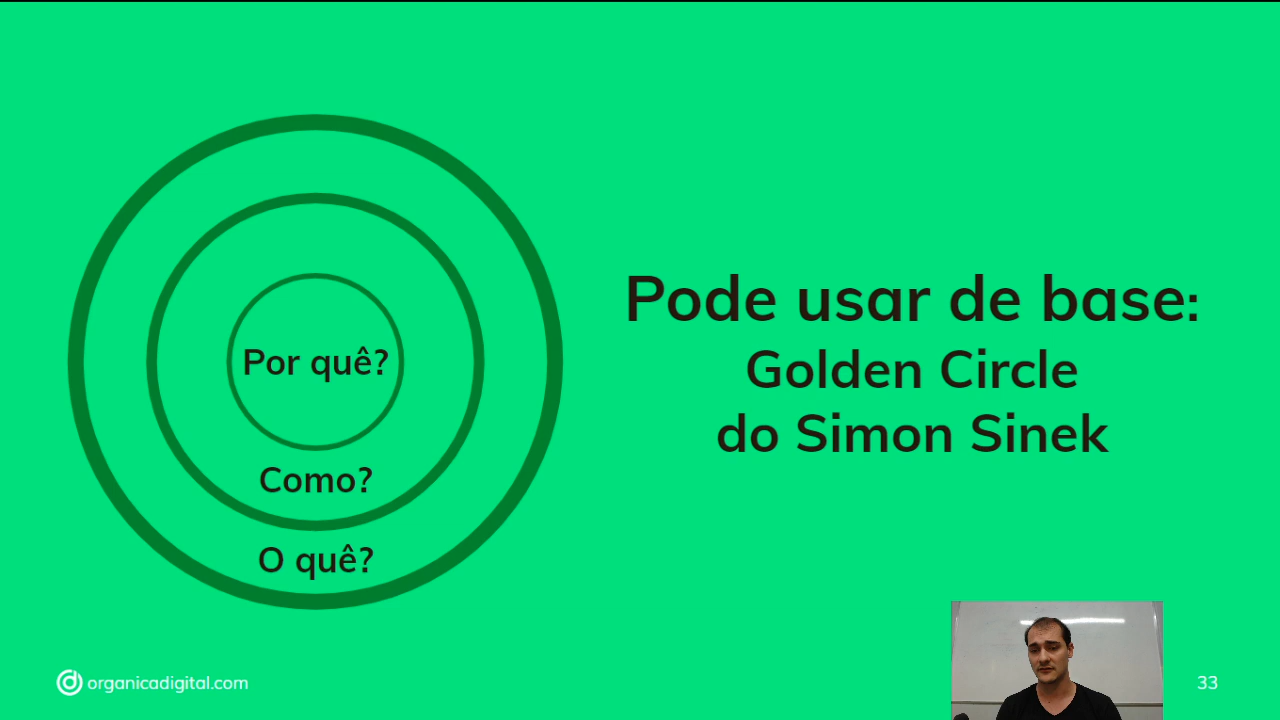 Por quê?
Como?
O quê?
Pode usar de base:
Golden Circle
do Simon Sinek
organicadigital.com
33